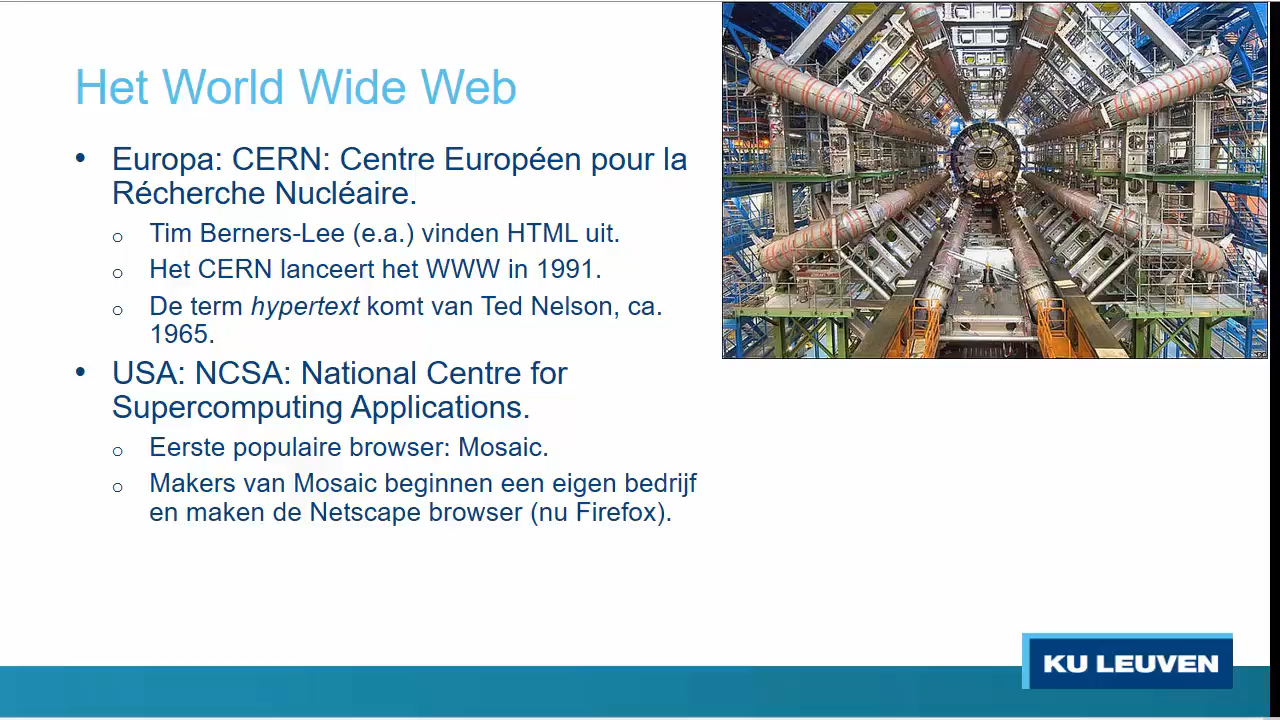 Het World Wide Web
• Europa: CERN: Centre Européen pour la
Récherche Nucléaire.
o Tim Berners-Lee (e.a.) vinden HTML uit.
o Het CERN lanceert het WWW in 1991.
o De term hypertext komt van Ted Nelson, ca.
1965.
• USA: NCSA: National Centre for
Supercomputing Applications.
o Eerste populaire browser: Mosaic.
o Makers van Mosaic beginnen een eigen bedrijf
en maken de Netscape browser (nu Firefox).
KU LEUVEN